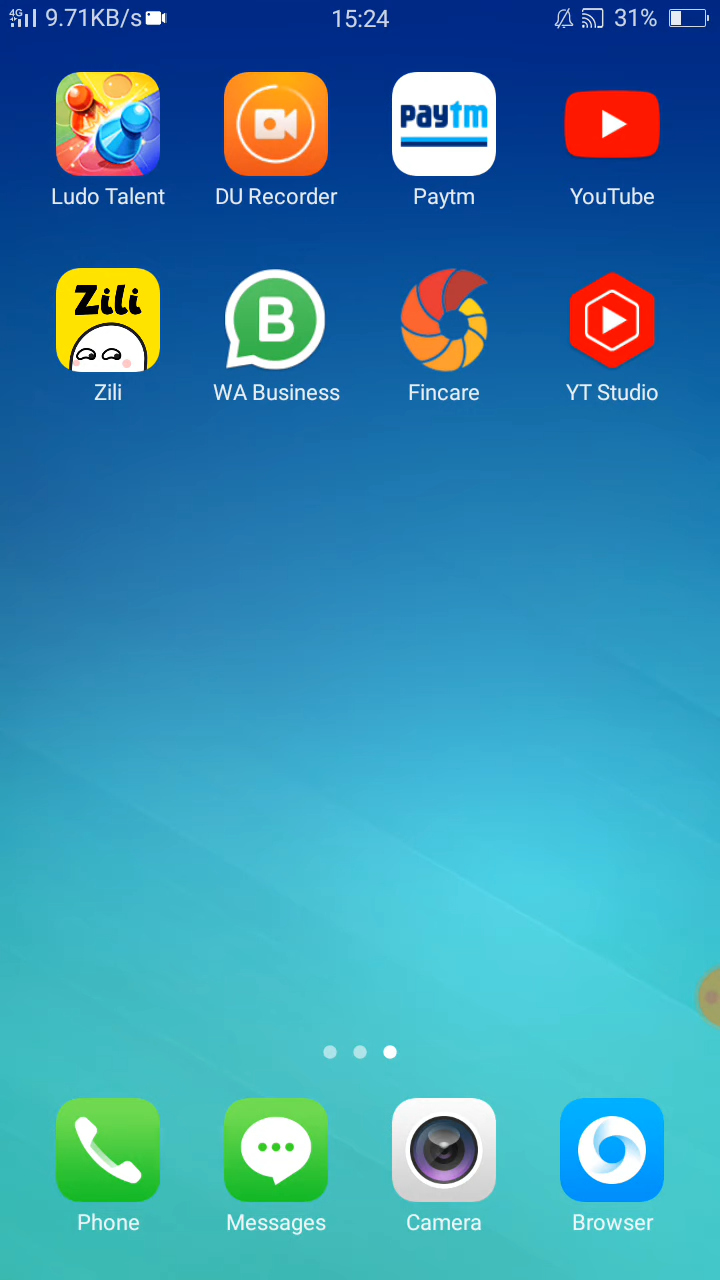 4G 9.71KB/s 15:24 31%
paytm
Ludo Talent DU Recorder Paytm YouTube
Zili B
Zili WA Business Fincare YT Studio
Phone Messages Camera Browser